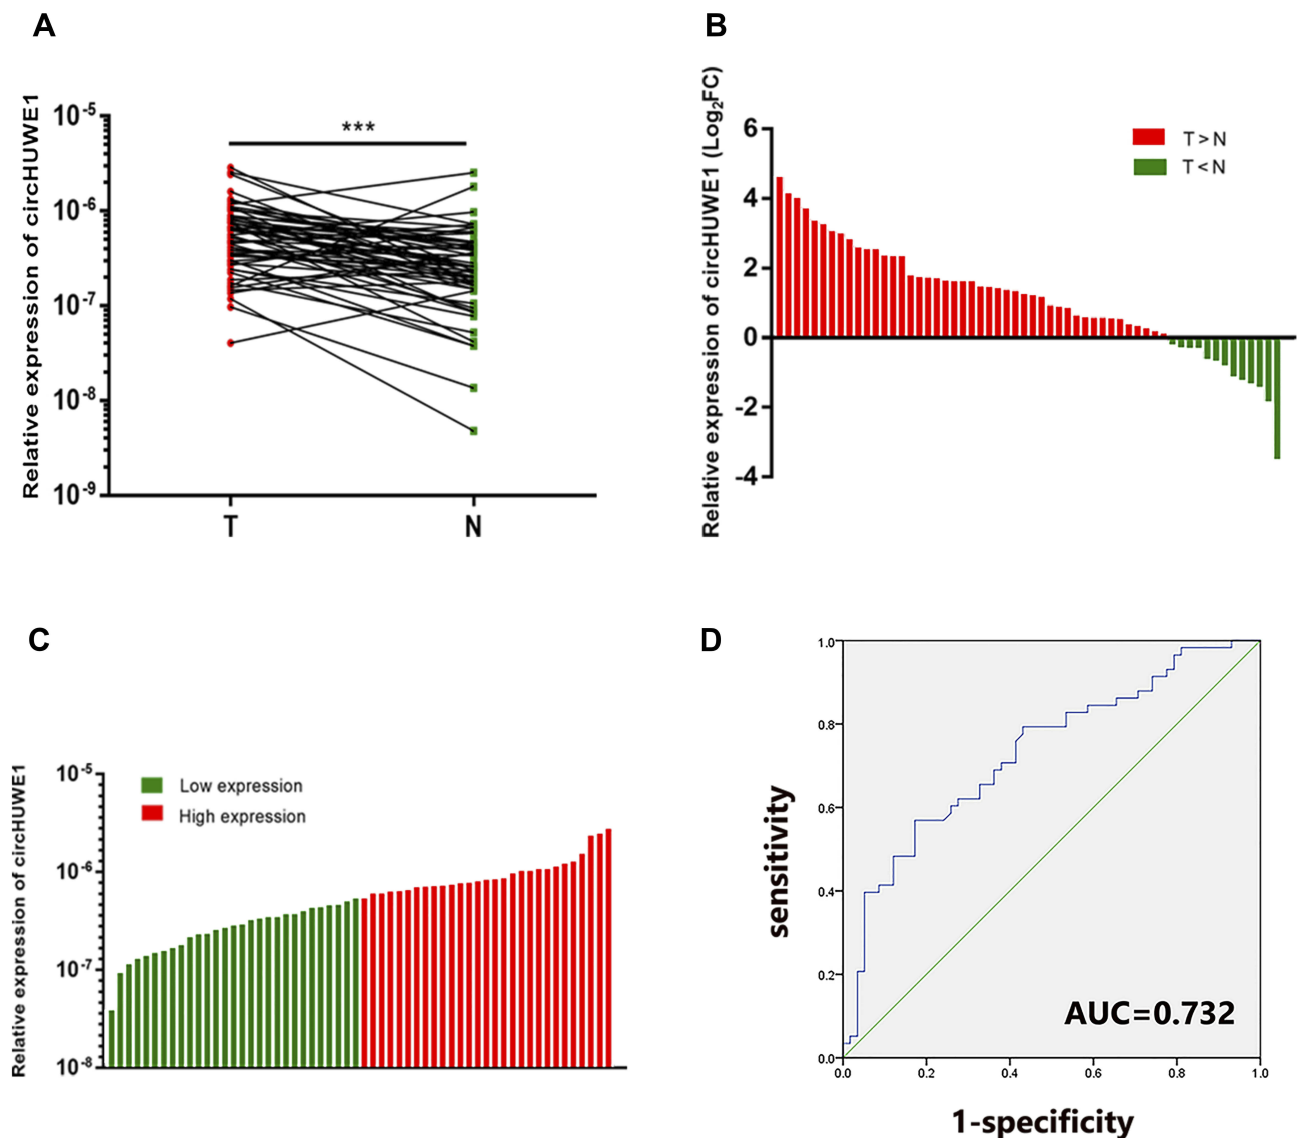 A
Relative expression of circHUWE1
10-5
10-6
10-7
10-8
10-9
***
T
N
B
Relative expression of circHUWE1 (Log2FC)
6
4
2
0
-2
-4
T > N
T < N
C
Relative expression of circHUWE1
10-5
10-6
10-7
10-8
Low expression
High expression
D
sensitivity
1.0
0.8
0.6
0.4
0.2
0.0
AUC=0.732
0.0 0.2 0.4 0.6 0.8 1.0
1-specificity